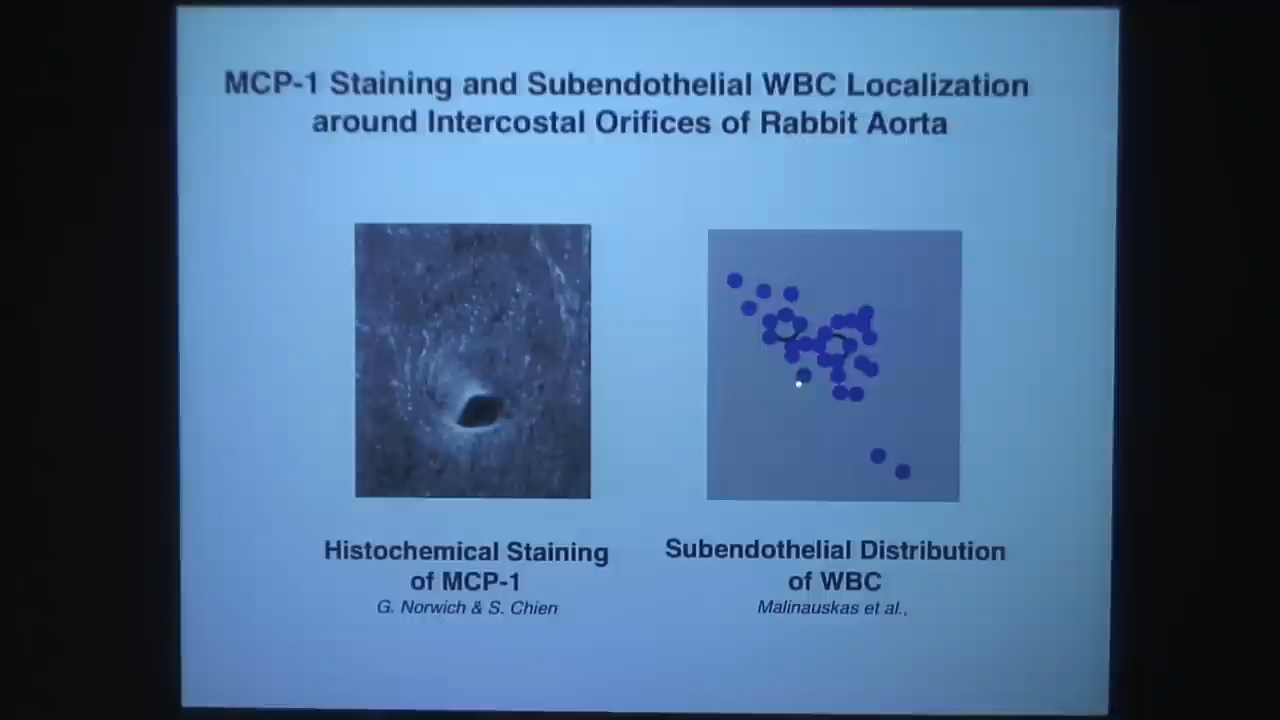 MCP-1 Staining and Subendothelial WBC Localization
around Intercostal Orifices of Rabbit Aorta
Histochemical Staining
of MCP-1
G. Norwich & S. Chien
Subendothelial Distribution
of WBC
Malinauskas et al.,